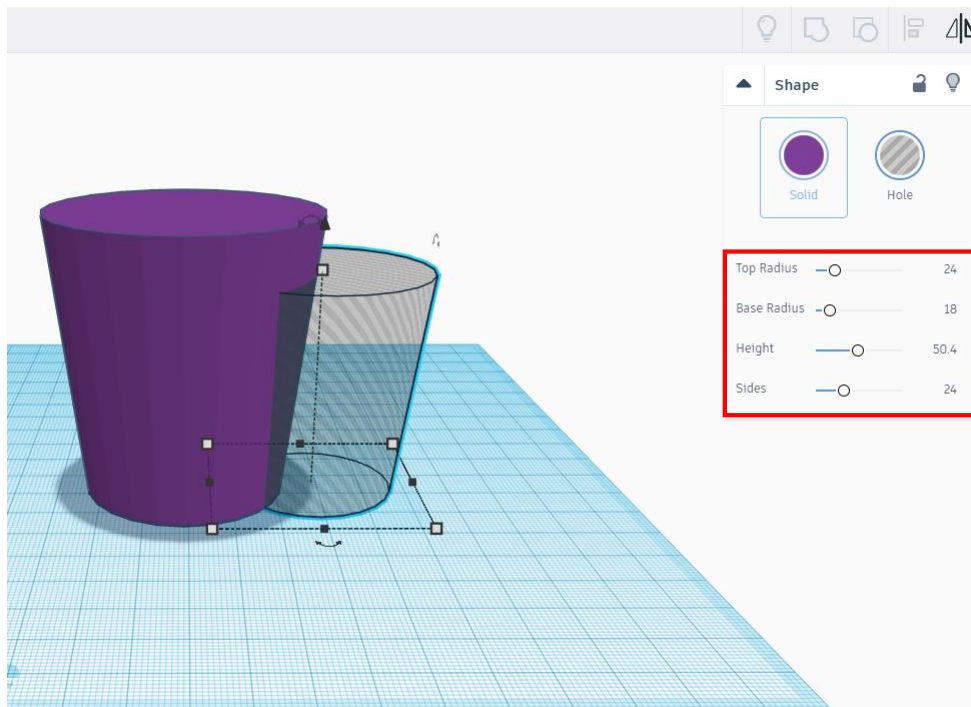 Shape
Solid Hole
Top Radius 24
Base Radius 18
Height 50.4
Sides 24